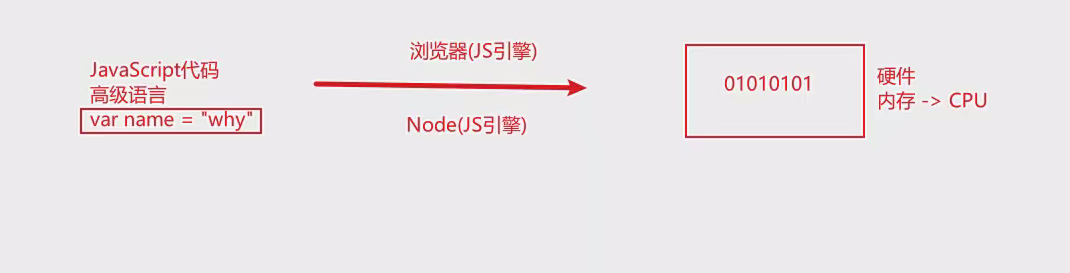 JavaScript代码
高级语言
var name = "why"
浏览器(JS引擎)
Node(JS引擎)
01010101
硬件
内存 -> CPU